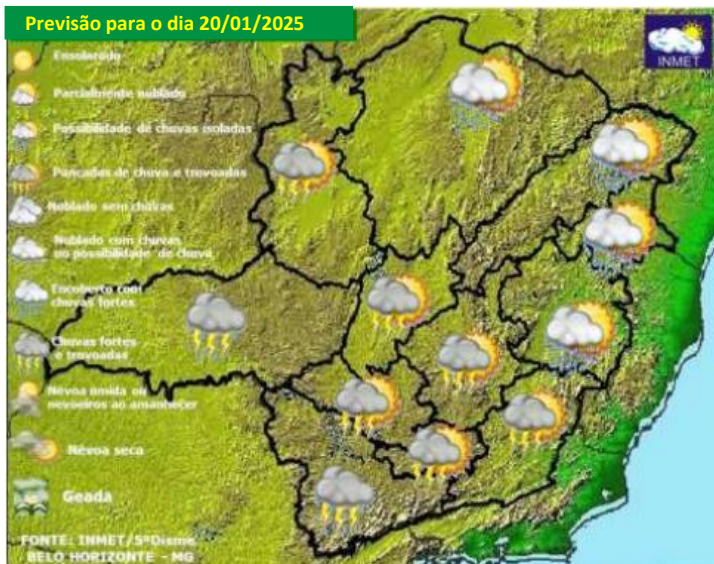 Previsão para o dia 20/01/2025
INMET
Ensolarado
Parcialmente nublado
Possibilidade de chuvas isoladas
Pancadas de chuva e trovoadas
Nublado sem chuvas
Nublado com chuvas
ou possibilidade de chuva
Encoberto com
chuvas fortes
Chuvas fortes
e trovoadas
Névoa úmida ou
nevoeiros ao amanhecer
Névoa seca
Geada
FONTE: INMET/5ºDisme
BELO HORIZONTE - MG